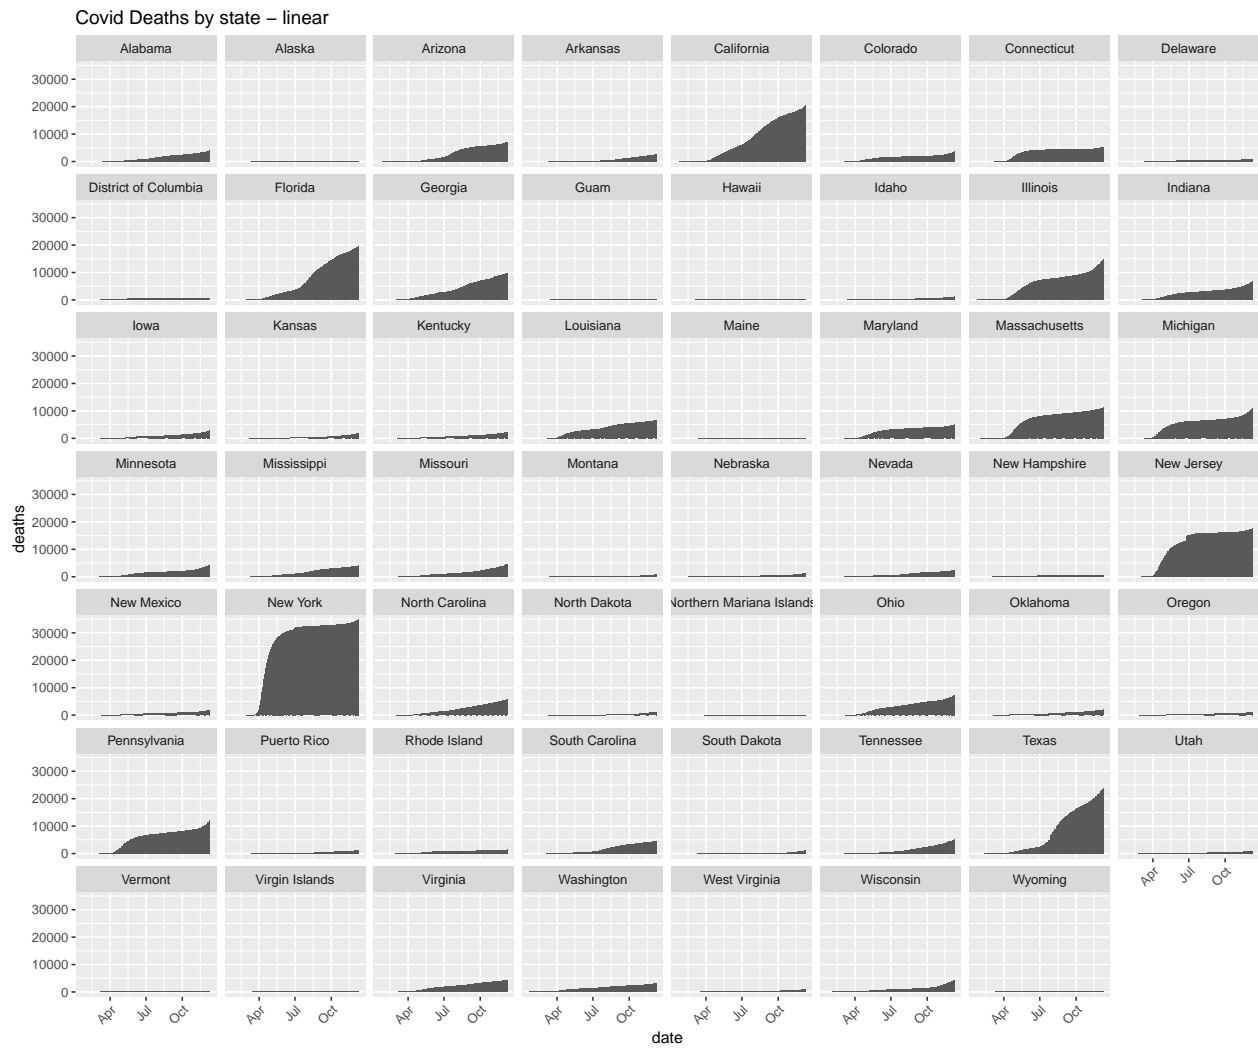 Covid Deaths by state – linear
Alabama Alaska Arizona Arkansas California Colorado Connecticut Delaware
30000
20000
10000
0
District of Columbia Florida Georgia Guam Hawaii Idaho Illinois Indiana
30000
20000
10000
0
Iowa Kansas Kentucky Louisiana Maine Maryland Massachusetts Michigan
30000
20000
10000
0
Minnesota Mississippi Missouri Montana Nebraska Nevada New Hampshire New Jersey
30000
20000
10000
0
deaths
New Mexico New York North Carolina North Dakota Northern Mariana Islands Ohio Oklahoma Oregon
30000
20000
10000
0
Pennsylvania Puerto Rico Rhode Island South Carolina South Dakota Tennessee Texas Utah
30000
20000
10000
0
Apr Jul Oct
Vermont Virgin Islands Virginia Washington West Virginia Wisconsin Wyoming
30000
20000
10000
0
Apr Jul Oct Apr Jul Oct Apr Jul Oct Apr Jul Oct Apr Jul Oct Apr Jul Oct Apr Jul Oct
date